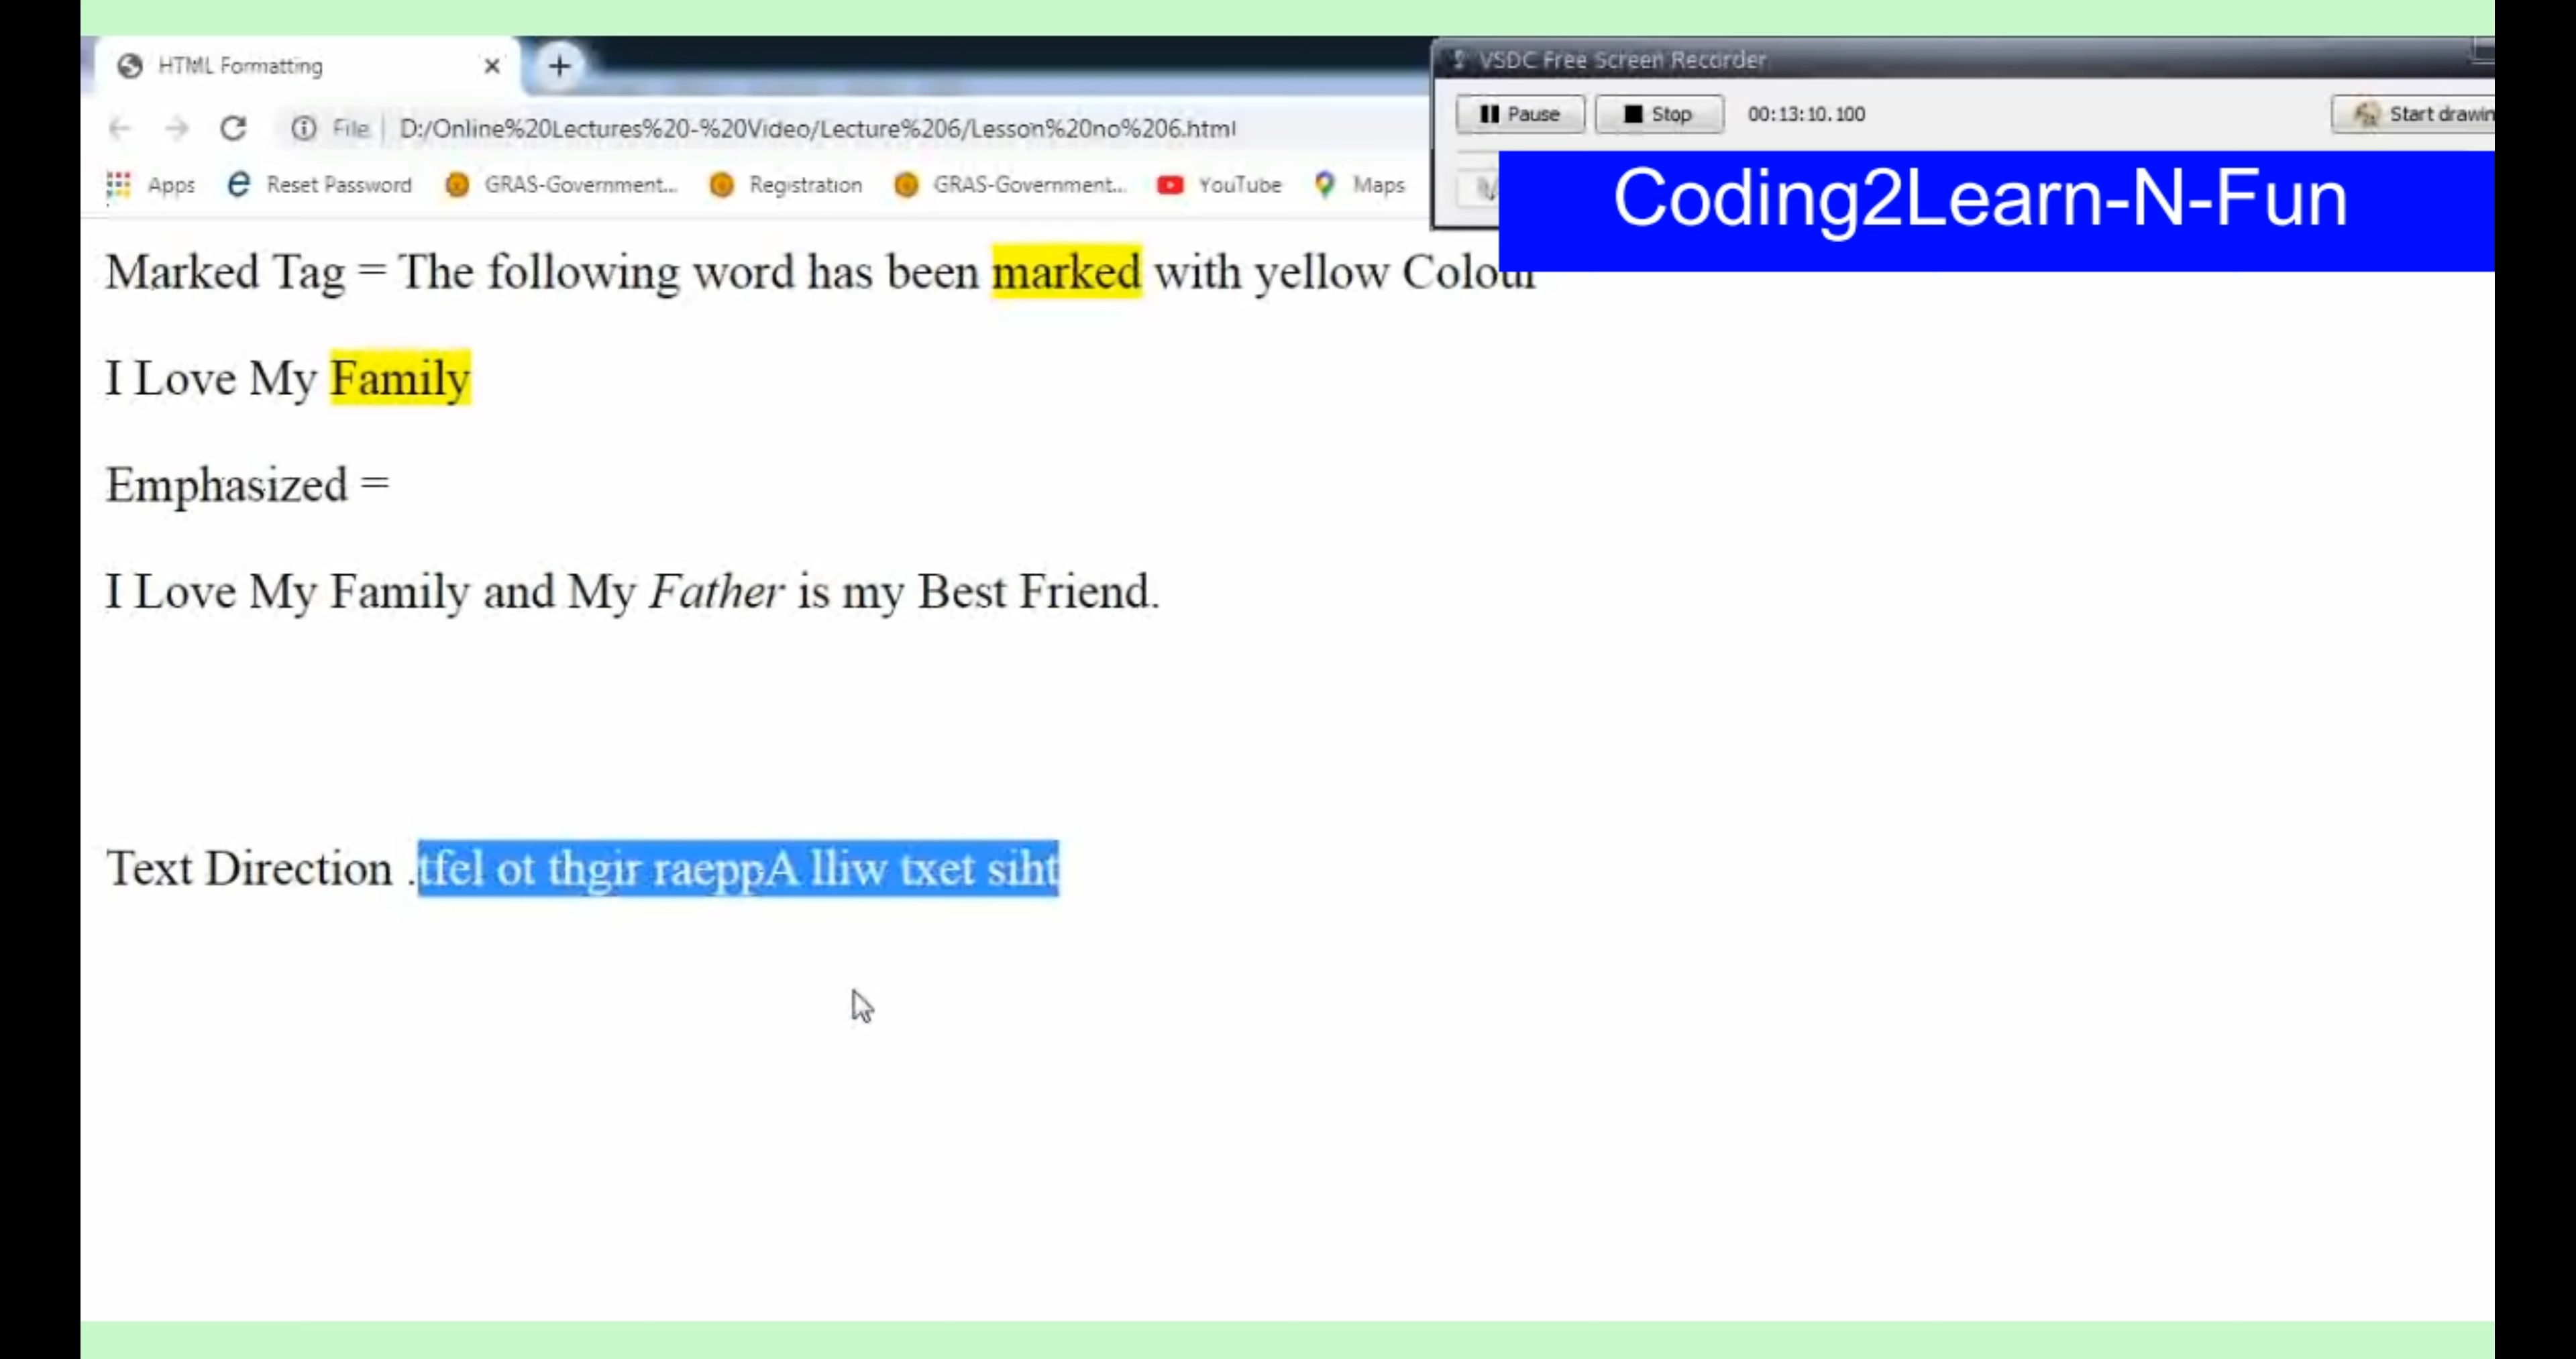 HTML Formatting
VSDC Free Screen Recorder
File D:/Online%20Lectures%20-%20Video/Lecture%206/Lesson%20no%206.html
Pause Stop 00:13:10.100
Apps Reset Password GRAS-Government... Registration GRAS-Government... YouTube Maps
Coding2Learn-N-Fun
Marked Tag = The following word has been marked with yellow Colour
I Love My Family
Emphasized =
I Love My Family and My Father is my Best Friend.
Text Direction .tfel ot thgir raeppA lliw txet siht